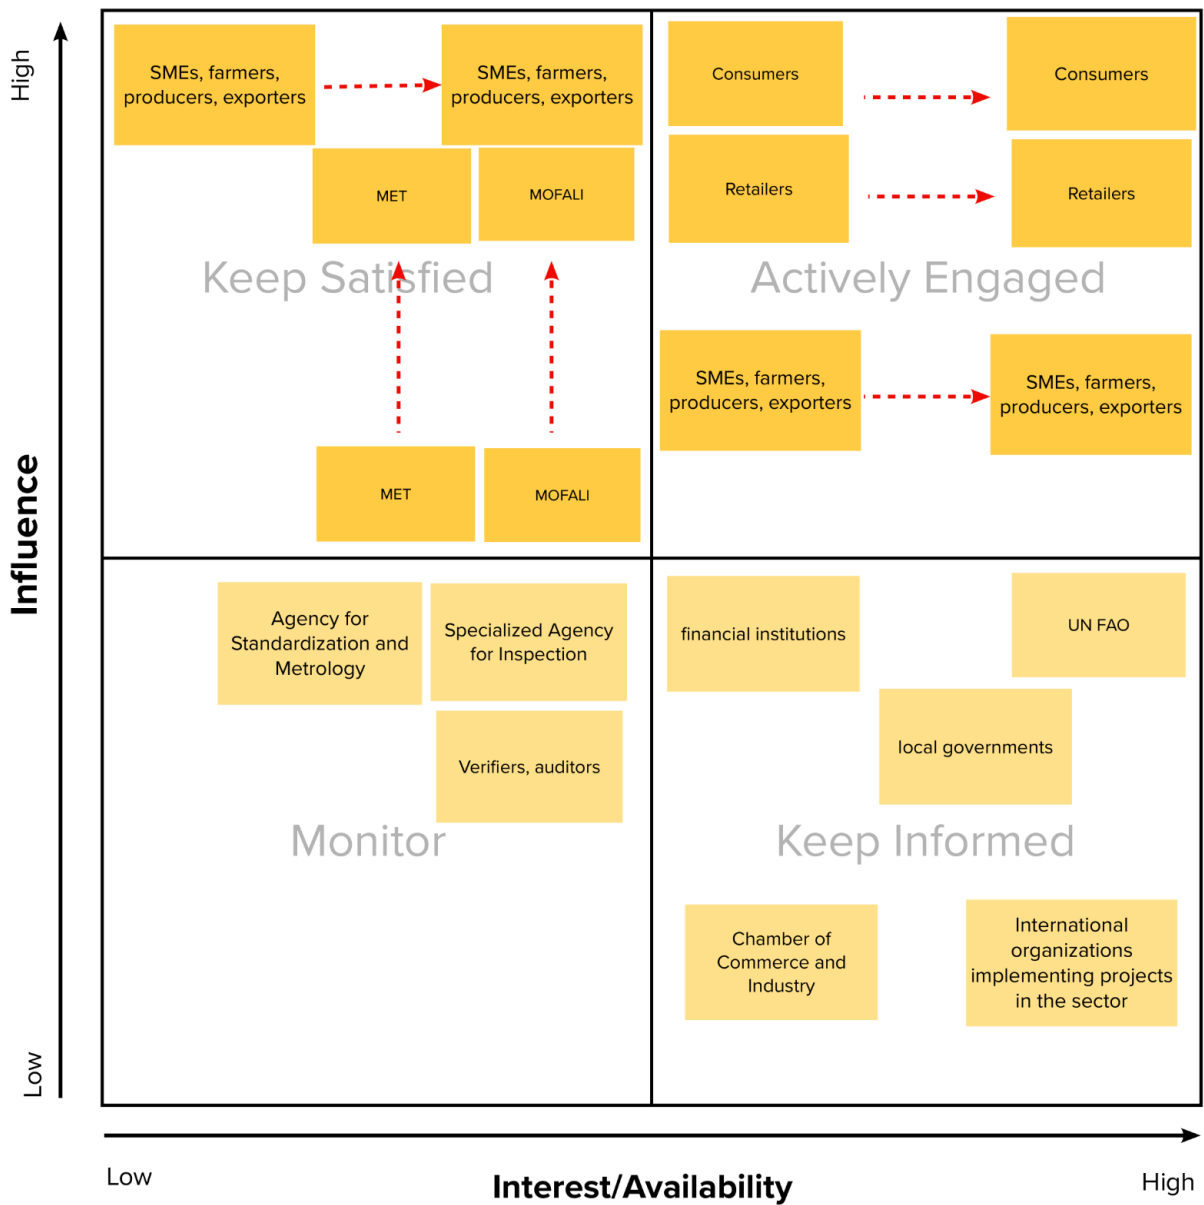 High
SMEs, farmers,
producers, exporters
SMEs, farmers,
producers, exporters
MET
MOFALI
Keep Satisfied
MET
MOFALI
Consumers
Consumers
Retailers
Retailers
Actively Engaged
SMEs, farmers,
producers, exporters
SMEs, farmers,
producers, exporters
Influence
Agency for
Standardization and
Metrology
Specialized Agency
for Inspection
Verifiers, auditors
Monitor
financial institutions
UN FAO
local governments
Keep Informed
Chamber of
Commerce and
Industry
International
organizations
implementing projects
in the sector
Low
Low
Interest/Availability
High